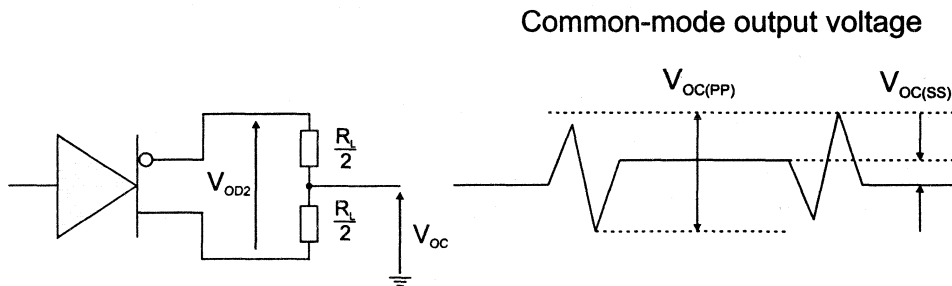 Common-mode output voltage
V_OC(PP)
V_OC(SS)
R_L
2
V_OD2
R_L
2
V_OC